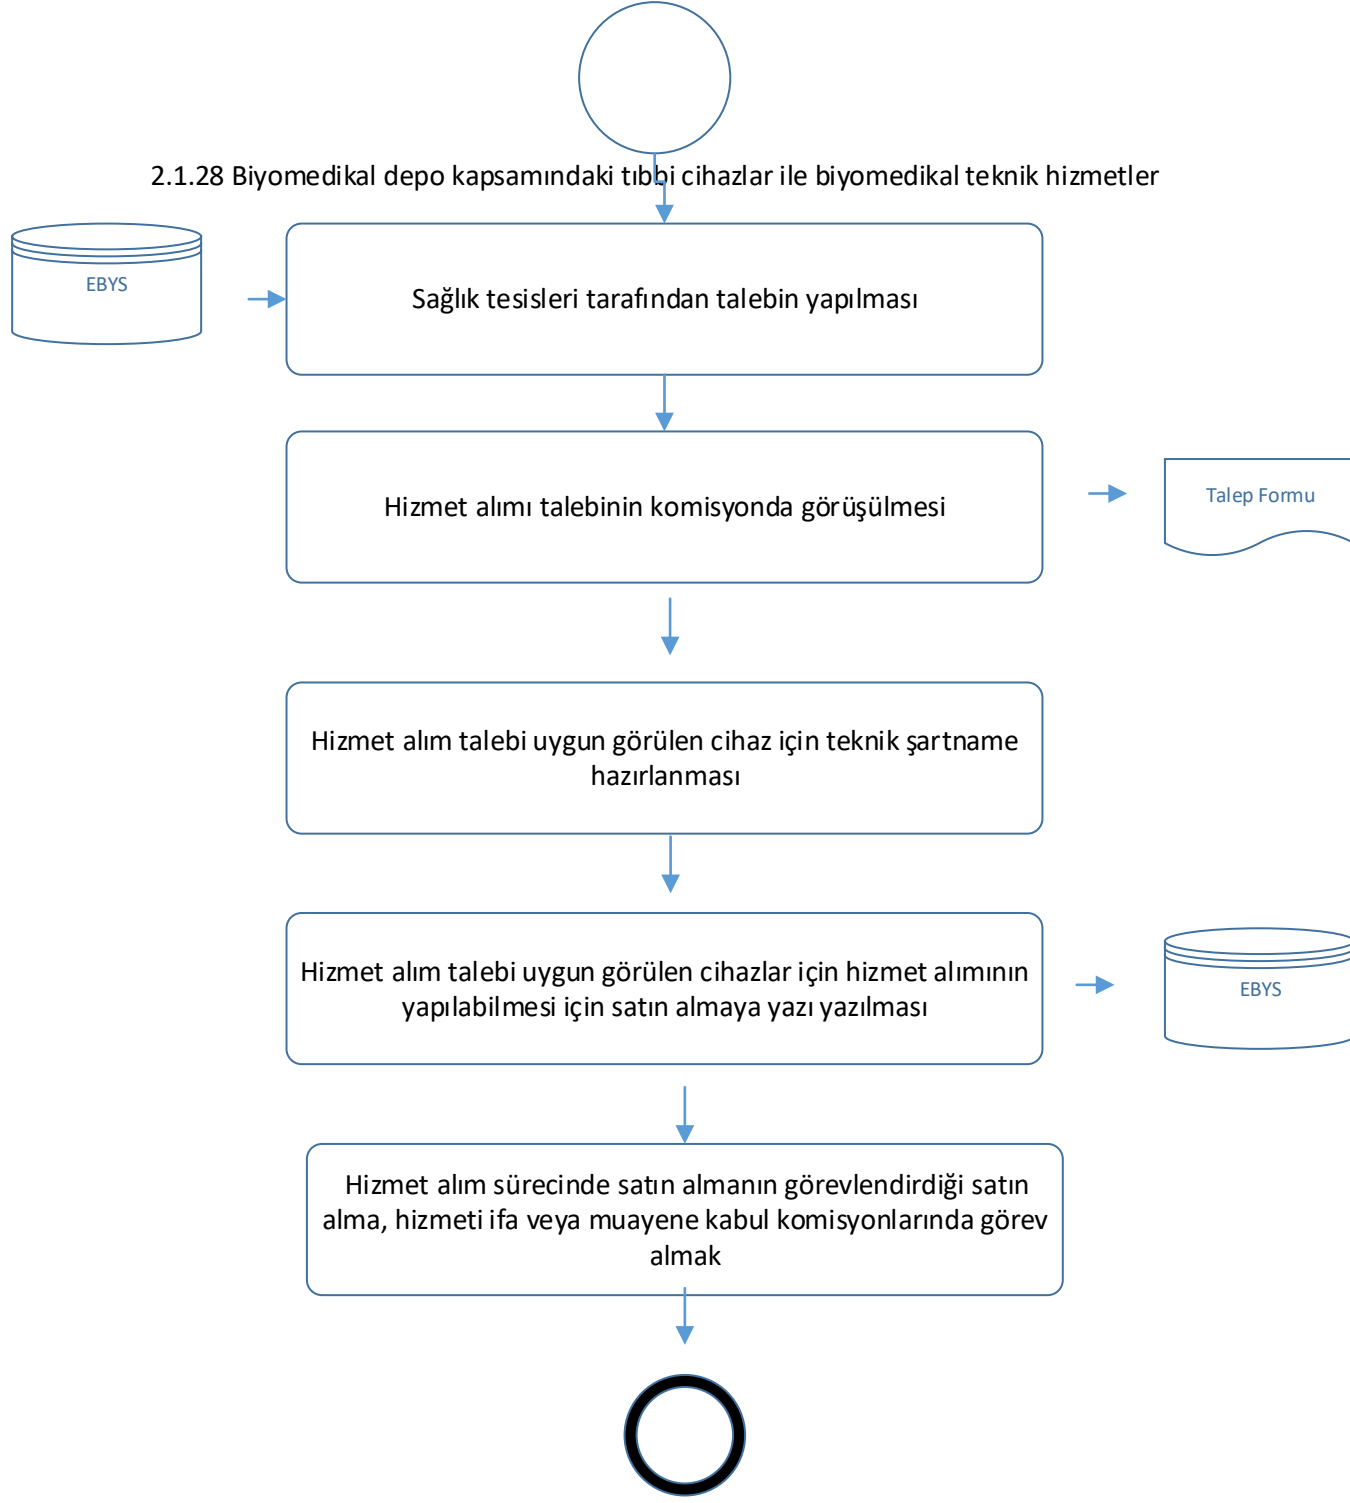 2.1.28 Biyomedikal depo kapsamındaki tıbbi cihazlar ile biyomedikal teknik hizmetler
EBYS
Sağlık tesisleri tarafından talebin yapılması
Hizmet alımı talebinin komisyonda görüşülmesi
Talep Formu
Hizmet alım talebi uygun görülen cihaz için teknik şartname
hazırlanması
Hizmet alım talebi uygun görülen cihazlar için hizmet alımının
yapılabilmesi için satın almaya yazı yazılması
EBYS
Hizmet alım sürecinde satın almanın görevlendirdiği satın
alma, hizmeti ifa veya muayene kabul komisyonlarında görev
almak